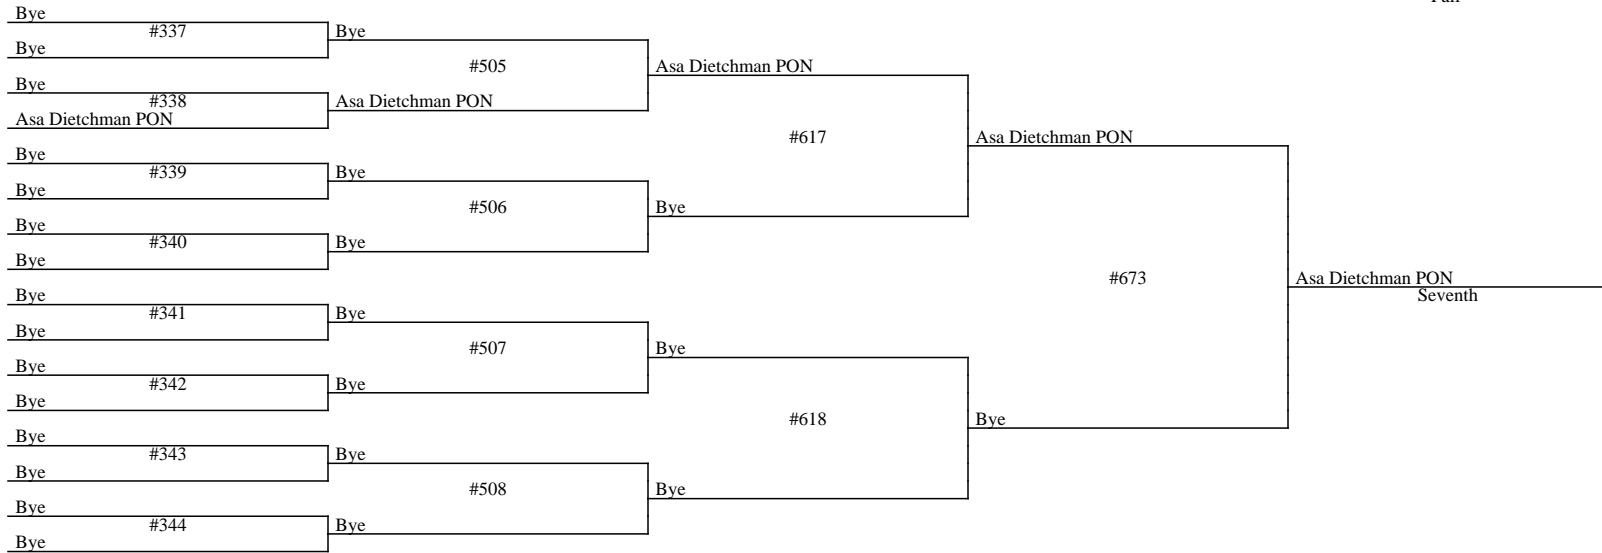 Bye
#337
Bye
Bye
#338
Asa Dietchman PON
Bye
#339
Bye
Bye
#340
Bye
Bye
#341
Bye
Bye
#342
Bye
Bye
#343
Bye
Bye
#344
Bye
Bye
#505
Asa Dietchman PON
Bye
#506
Bye
Bye
#507
Bye
Bye
#508
Bye
Asa Dietchman PON
#617
Bye
Bye
#618
Bye
Asa Dietchman PON
#673
Bye
Asa Dietchman PON
Seventh